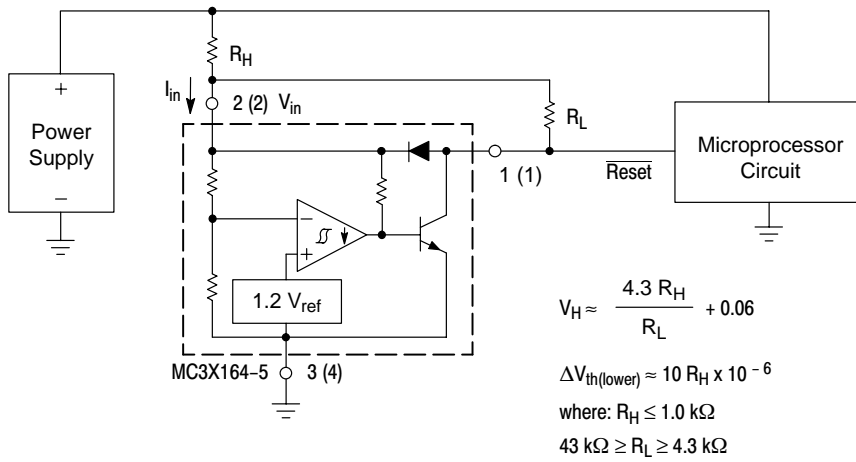 R_H
I_in
2 (2) V_in
Power
Supply
+
−
R_L
1 (1)
Reset
Microprocessor
Circuit
−
+
1.2 V_ref
MC3X164−5
3 (4)
V_H ≈ 4.3 R_H / R_L + 0.06
ΔV_th(lower) ≈ 10 R_H x 10^−6
where: R_H ≤ 1.0 kΩ
43 kΩ ≥ R_L ≥ 4.3 kΩ